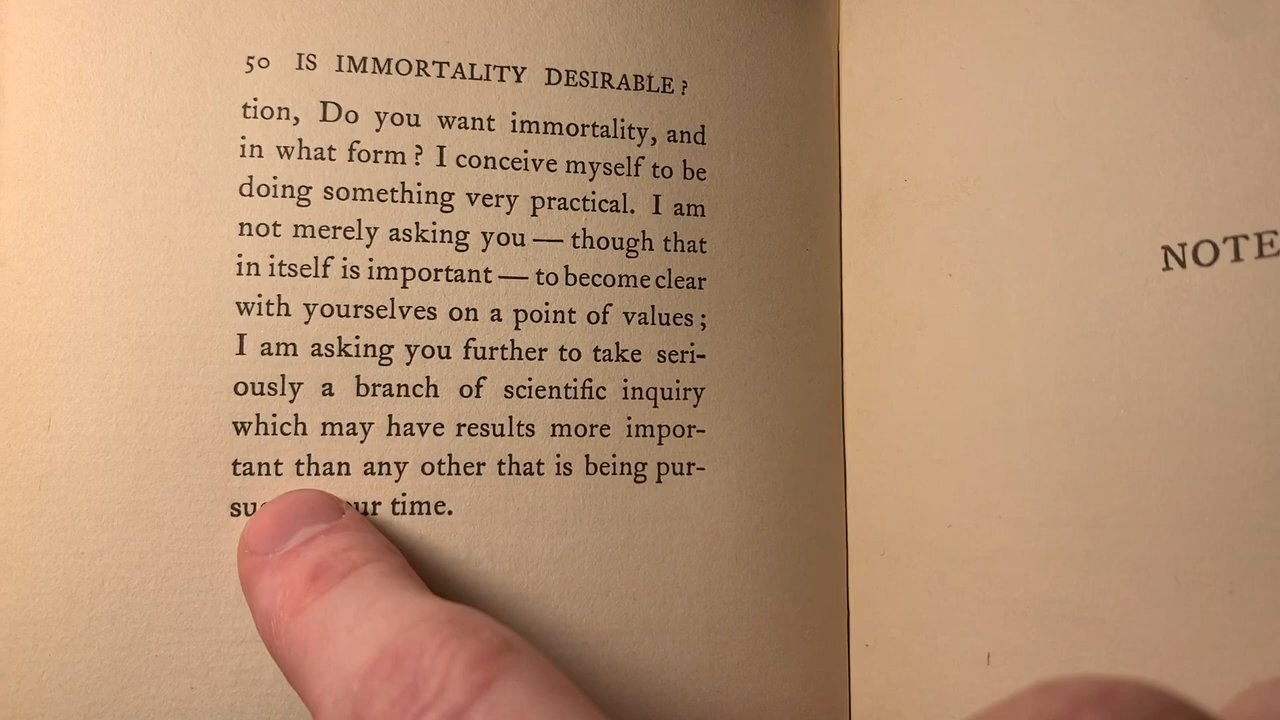 50 IS IMMORTALITY DESIRABLE?
tion, Do you want immortality, and
in what form? I conceive myself to be
doing something very practical. I am
not merely asking you — though that
in itself is important — to become clear
with yourselves on a point of values;
I am asking you further to take seri-
ously a branch of scientific inquiry
which may have results more impor-
tant than any other that is being pur-
time.
NOTE